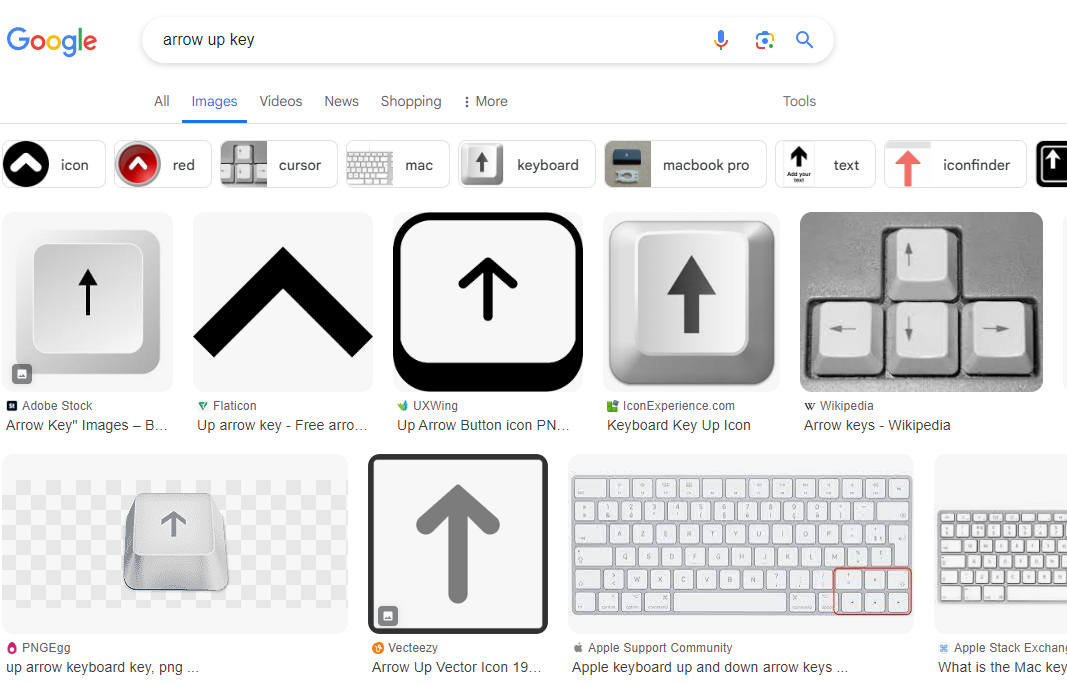 Google
arrow up key
All Images Videos News Shopping More Tools
icon red cursor mac keyboard macbook pro Add your text text iconfinder
St Adobe Stock
Arrow Key" Images – B...
Flaticon
Up arrow key - Free arro...
UXWing
Up Arrow Button icon PN...
IconExperience.com
Keyboard Key Up Icon
W Wikipedia
Arrow keys - Wikipedia
PNGEgg
up arrow keyboard key, png ...
Vecteezy
Arrow Up Vector Icon 19...
Apple Support Community
Apple keyboard up and down arrow keys ...
Apple Stack Exchan
What is the Mac key